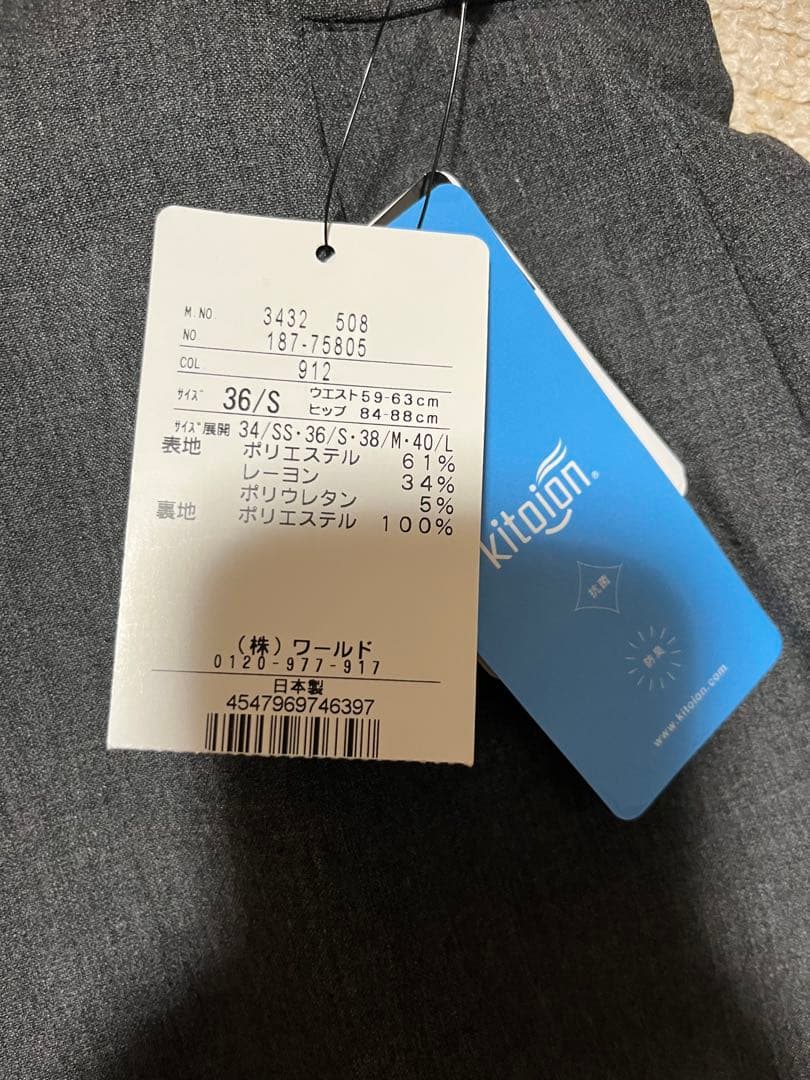 M.NO. 3432 508
NO 187-75805
COL. 912
サイズ 36/S ウエスト59-63cm
ヒップ 84-88cm
サイズ展開 34/SS・36/S・38/M・40/L
表地 ポリエステル 61%
レーヨン 34%
ポリウレタン 5%
裏地 ポリエステル 100%
(株)ワールド
0120-977-917
日本製
4547969746397
kitoion®
抗菌
防臭
www.kitoion.com